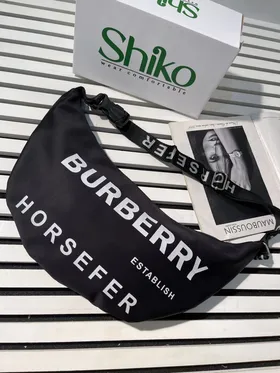 Shiko
wear comfortable
HORSEFER
BURBERRY
ESTABLISH
HORSEFER
MAUBOUSSIN